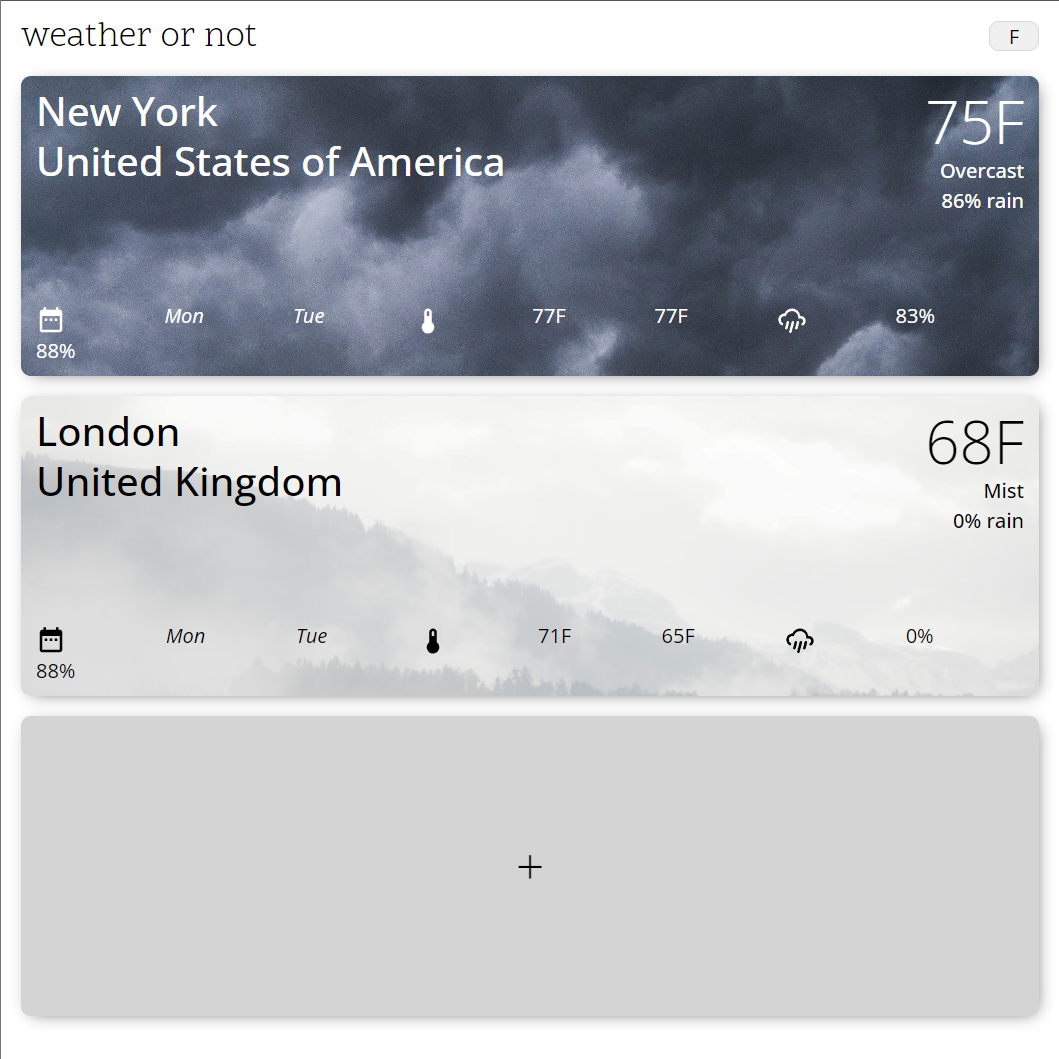 weather or not
F
New York
United States of America
75F
Overcast
86% rain
Mon Tue 77F 77F 83%
88%
London
United Kingdom
68F
Mist
0% rain
Mon Tue 71F 65F 0%
88%